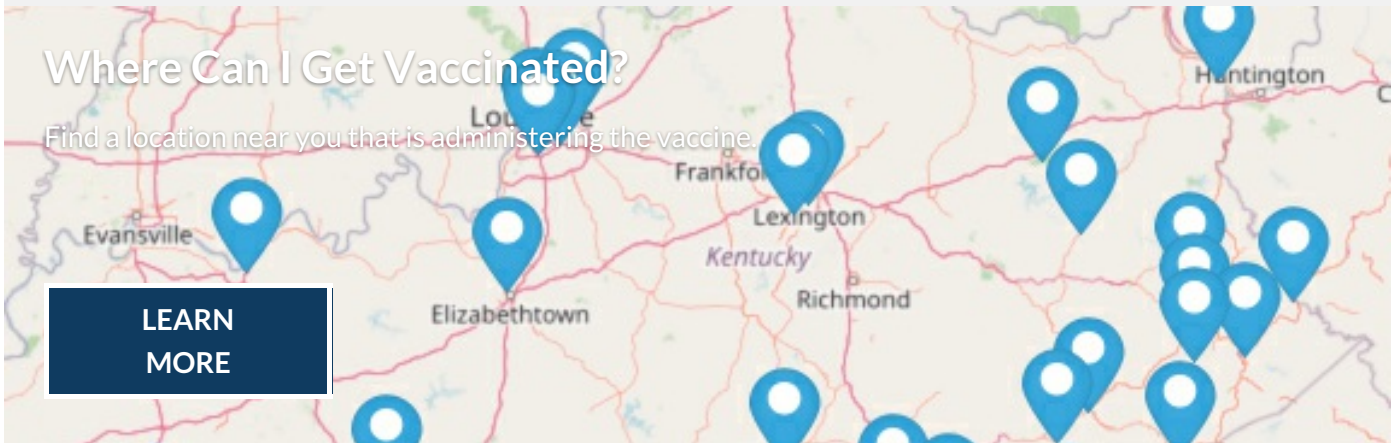 Where Can I Get Vaccinated?
Find a location near you that is administering the vaccine.
Huntington
Frankfo
Lexington
Evansville
Kentucky
Richmond
Elizabethtown
LEARN
MORE